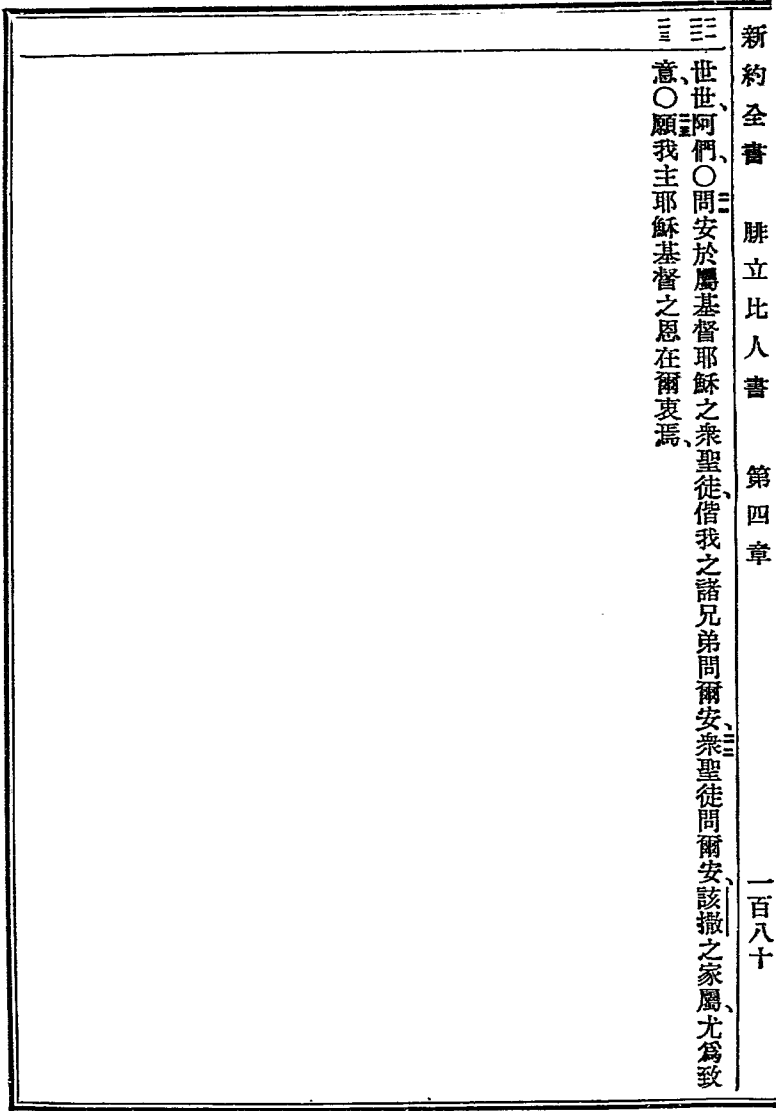 新約全書 腓立比人書 第四章 一百八十
二一 二二
世世、阿們、○二一問安於屬基督耶穌之衆聖徒、偕我之諸兄弟問爾安、二二衆聖徒問爾安、該撒之家屬、尤爲致
二三
意、○二三願我主耶穌基督之恩在爾衷焉、